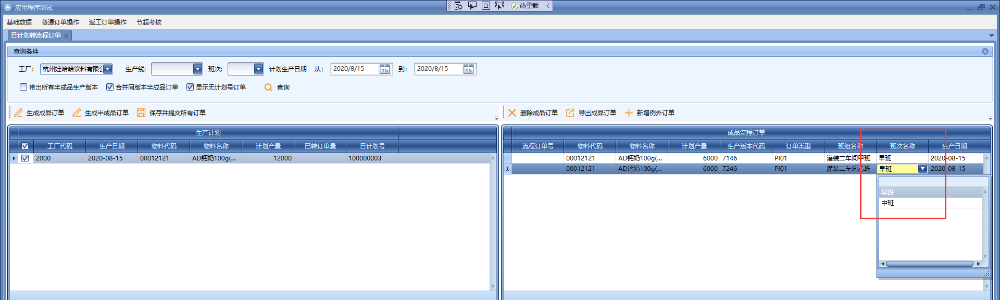 应用程序测试
热重载
基础数据 普通订单操作 返工订单操作 节超考核
日计划转流程订单
查询条件
工厂: 杭州娃哈哈饮料有限公 生产线: 班次: 计划生产日期 从: 2020/8/15 15 到: 2020/8/15 15
带出所有半成品生产版本 合并同版本半成品订单 显示无计划号订单 查询
生成成品订单 生成半成品订单 保存并提交所有订单
删除成品订单 导出成品订单 新增例外订单
生产计划
工厂代码 生产日期 物料代码 物料名称 计划产量 已转订单量 日计划号
2000 2020-08-15 00012121 AD钙奶100g(... 12000 100000003
成品流程订单
流程订单号 物料代码 物料名称 计划产量 生产版本代码 订单类型 班组名称 班次名称 生产日期
00012121 AD钙奶100g(... 6000 7146 PI01 灌装二车间甲班 早班 2020-08-15
00012121 AD钙奶100g(... 6000 7246 PI01 灌装二车间乙班 早班 2020-08-15
早班
中班